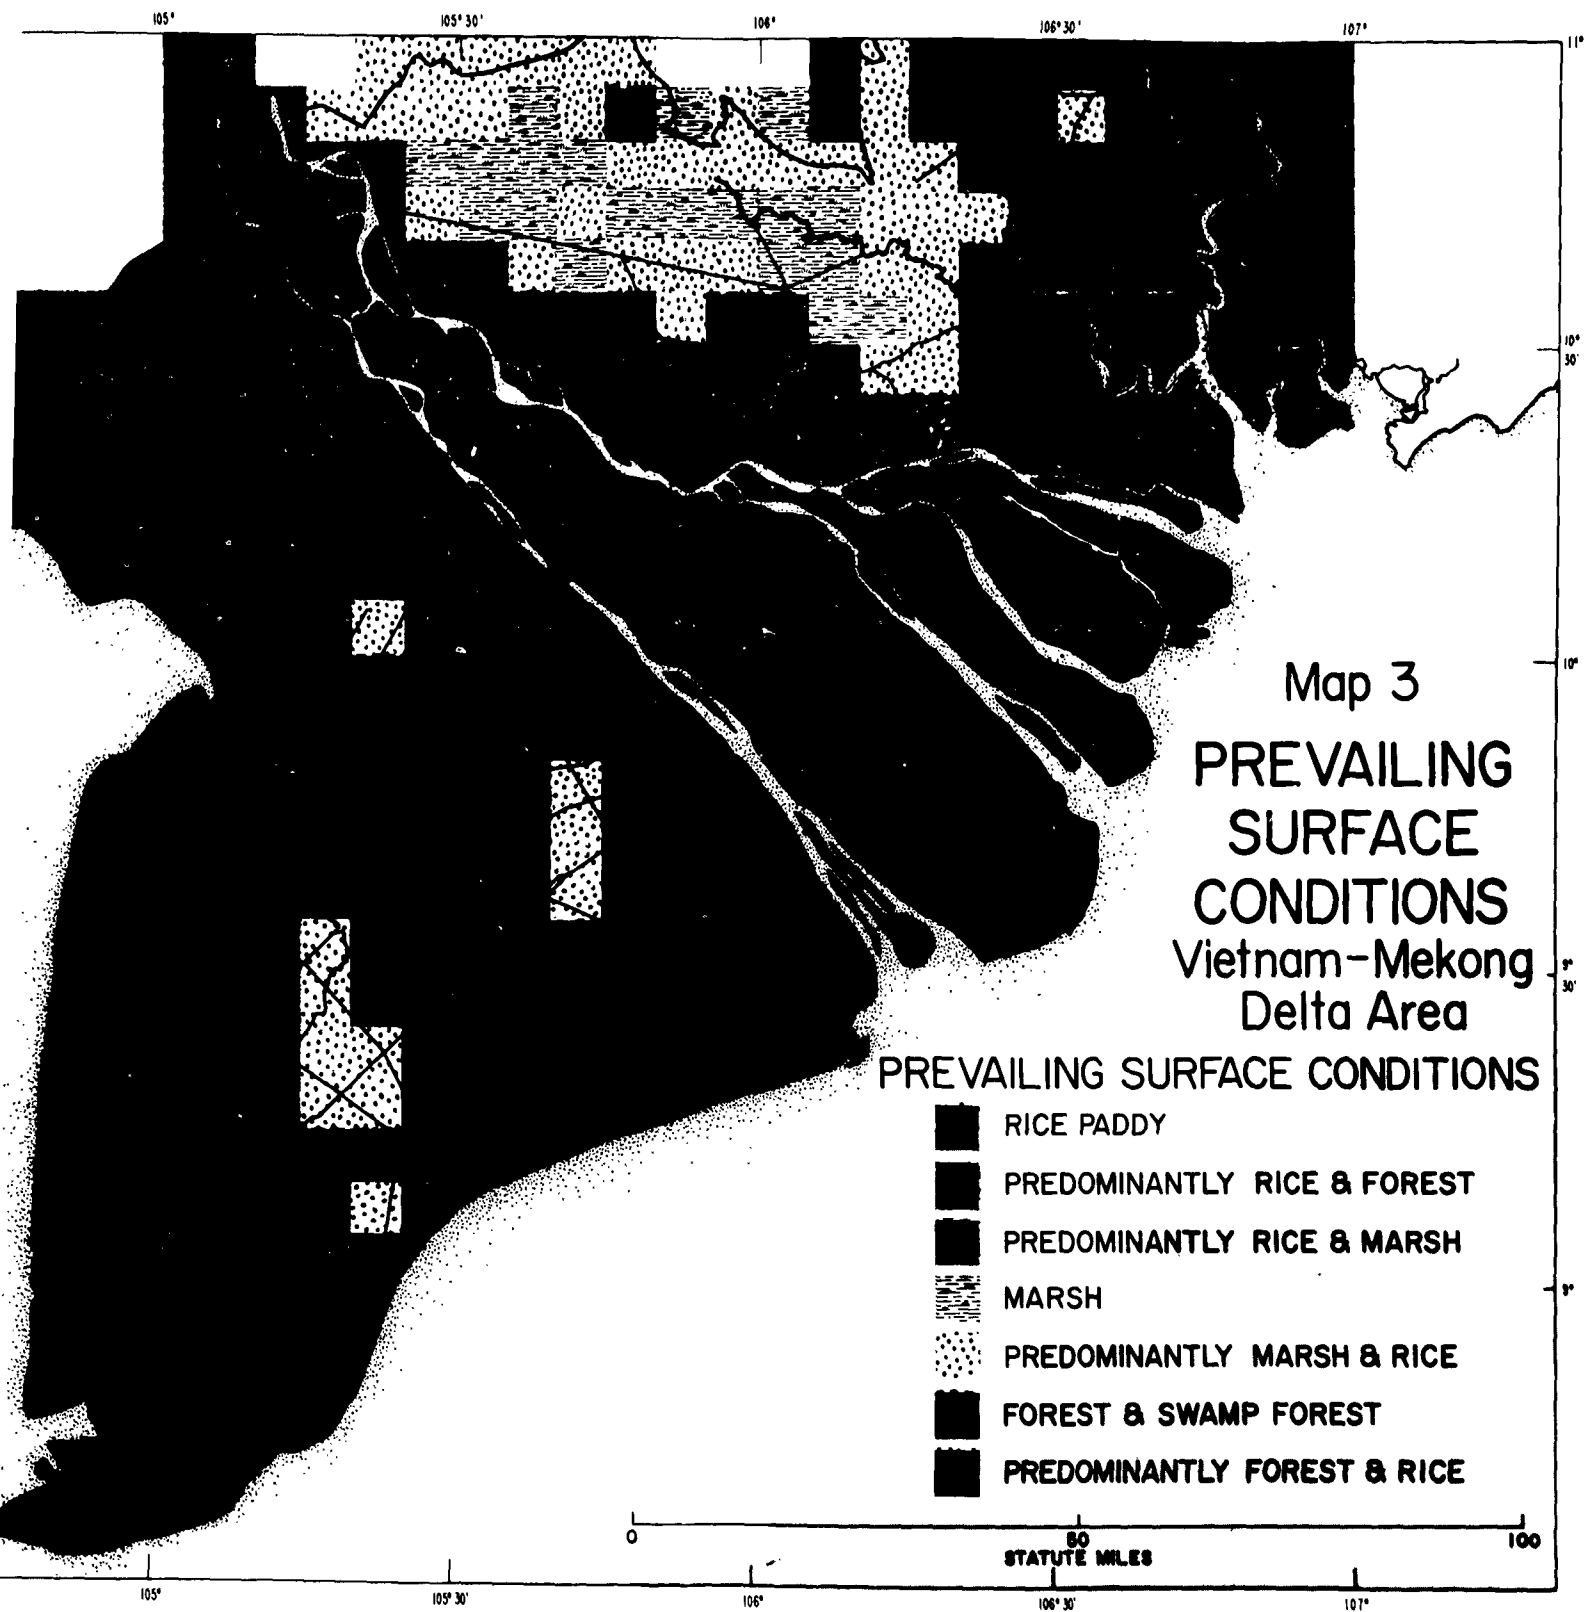 105° 105° 30' 106° 106° 30' 107°
11°
10°
30'
10°
Map 3
PREVAILING
SURFACE
CONDITIONS
Vietnam-Mekong
Delta Area
9°
30'
PREVAILING SURFACE CONDITIONS
RICE PADDY
PREDOMINANTLY RICE & FOREST
PREDOMINANTLY RICE & MARSH
MARSH
9°
PREDOMINANTLY MARSH & RICE
FOREST & SWAMP FOREST
PREDOMINANTLY FOREST & RICE
0 50 100
STATUTE MILES
105° 105° 30' 106° 106° 30' 107°